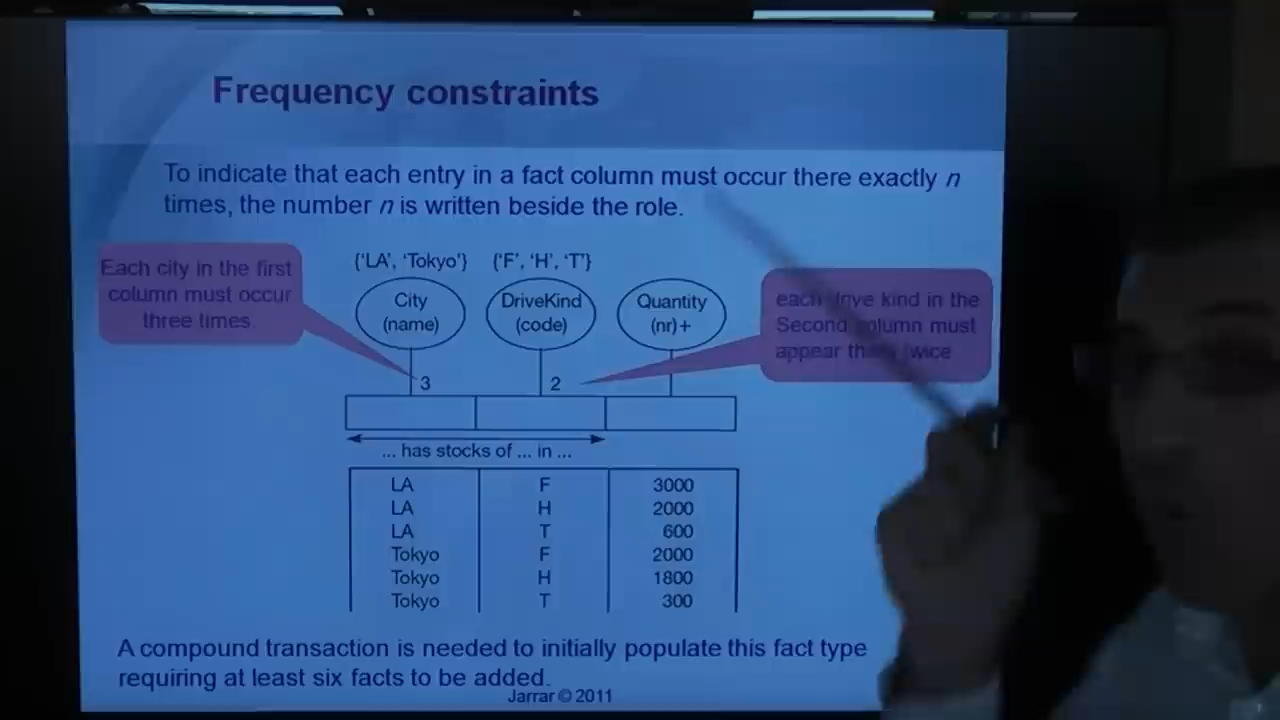 Frequency constraints
To indicate that each entry in a fact column must occur there exactly n
times, the number n is written beside the role.
Each city in the first
column must occur
three times.
{'LA', 'Tokyo'} {'F', 'H', 'T'}
City
(name)
DriveKind
(code)
Quantity
(nr)+
each drive kind in the
Second column must
appear there twice
3
2
... has stocks of ... in ...
LA F 3000
LA H 2000
LA T 600
Tokyo F 2000
Tokyo H 1800
Tokyo T 300
A compound transaction is needed to initially populate this fact type
requiring at least six facts to be added.
Jarrar © 2011